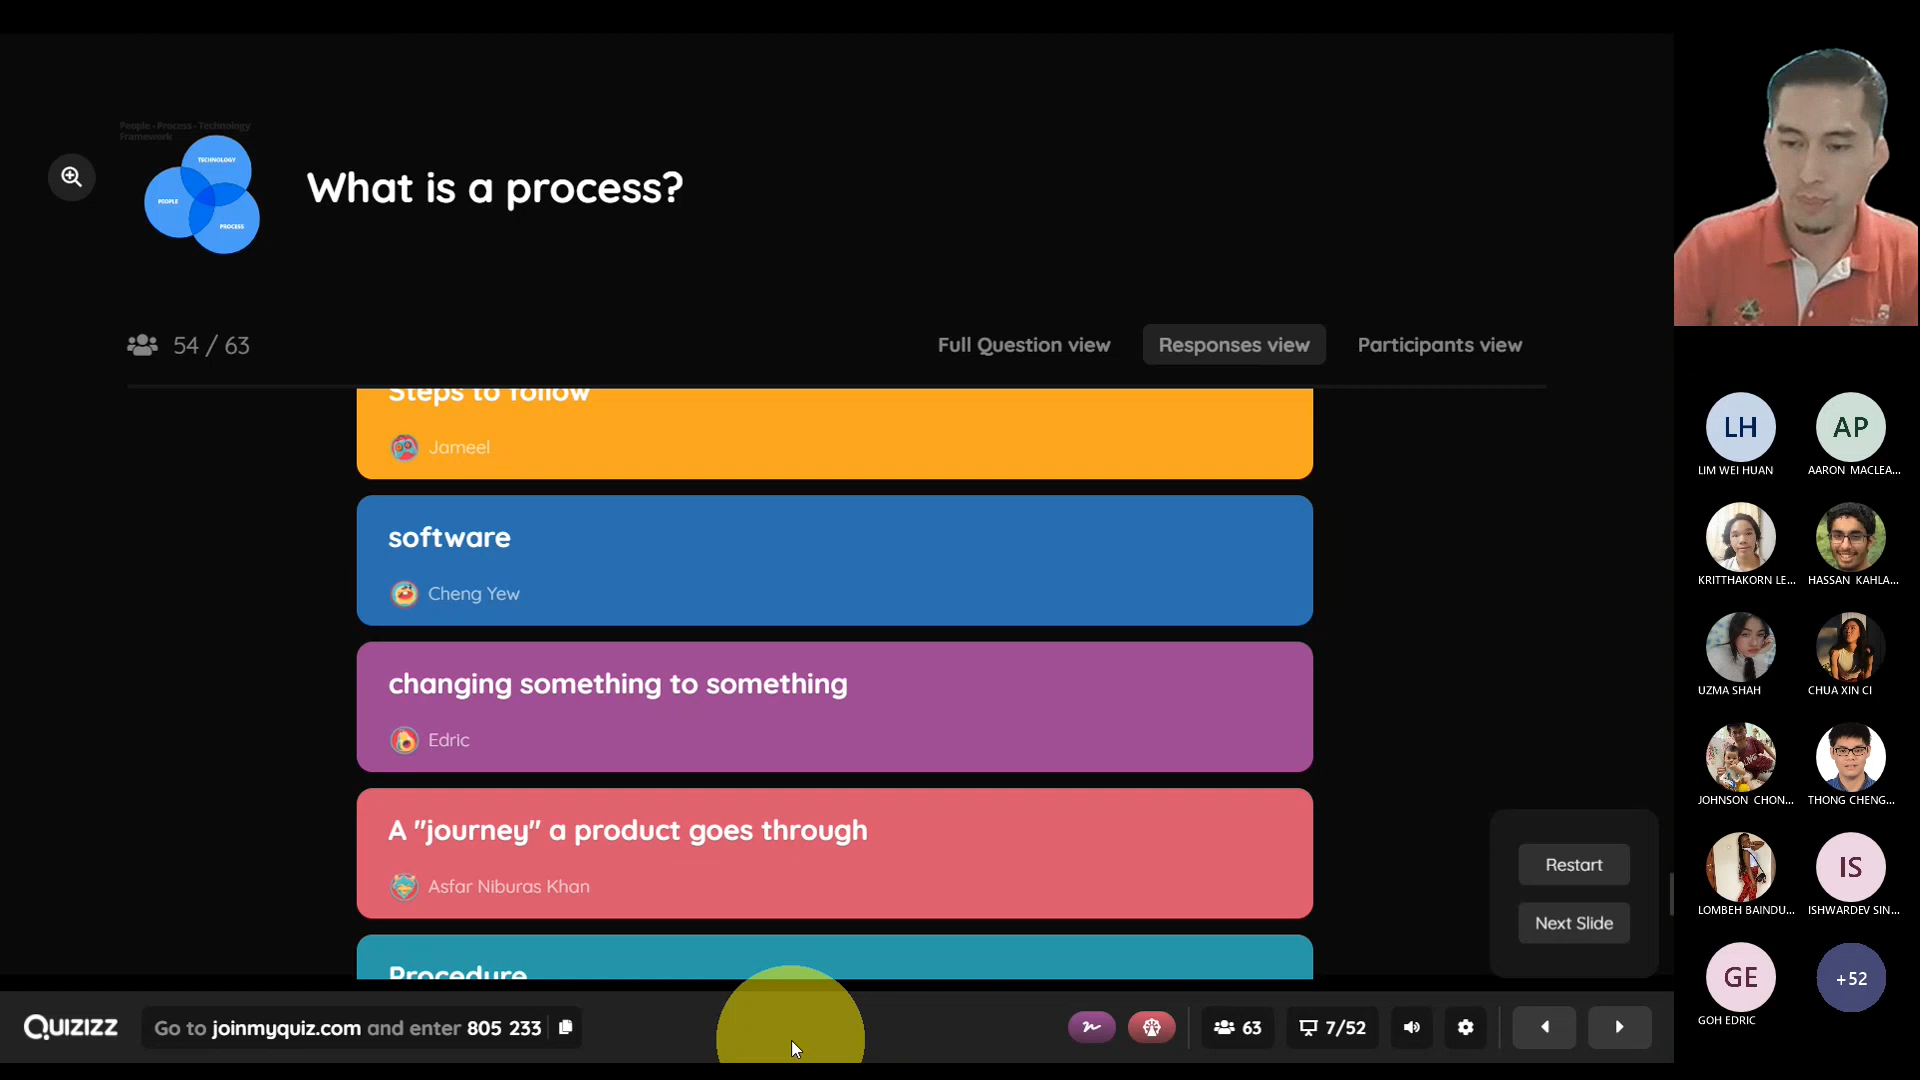 People - Process - Technology
Framework
TECHNOLOGY
PEOPLE
PROCESS
What is a process?
54 / 63
Full Question view
Responses view
Participants view
Steps to follow
Jameel
software
Cheng Yew
changing something to something
Edric
A "journey" a product goes through
Asfar Niburas Khan
Procedure
Restart
Next Slide
QUIZIZZ
Go to joinmyquiz.com and enter 805 233
63
7/52
LH
AP
LIM WEI HUAN
AARON MACLEA...
KRITTHAKORN LE...
HASSAN KAHLA...
UZMA SHAH
CHUA XIN CI
JOHNSON CHON...
THONG CHENG...
IS
LOMBEH BAINDU...
ISHWARDEV SIN...
GE
+52
GOH EDRIC